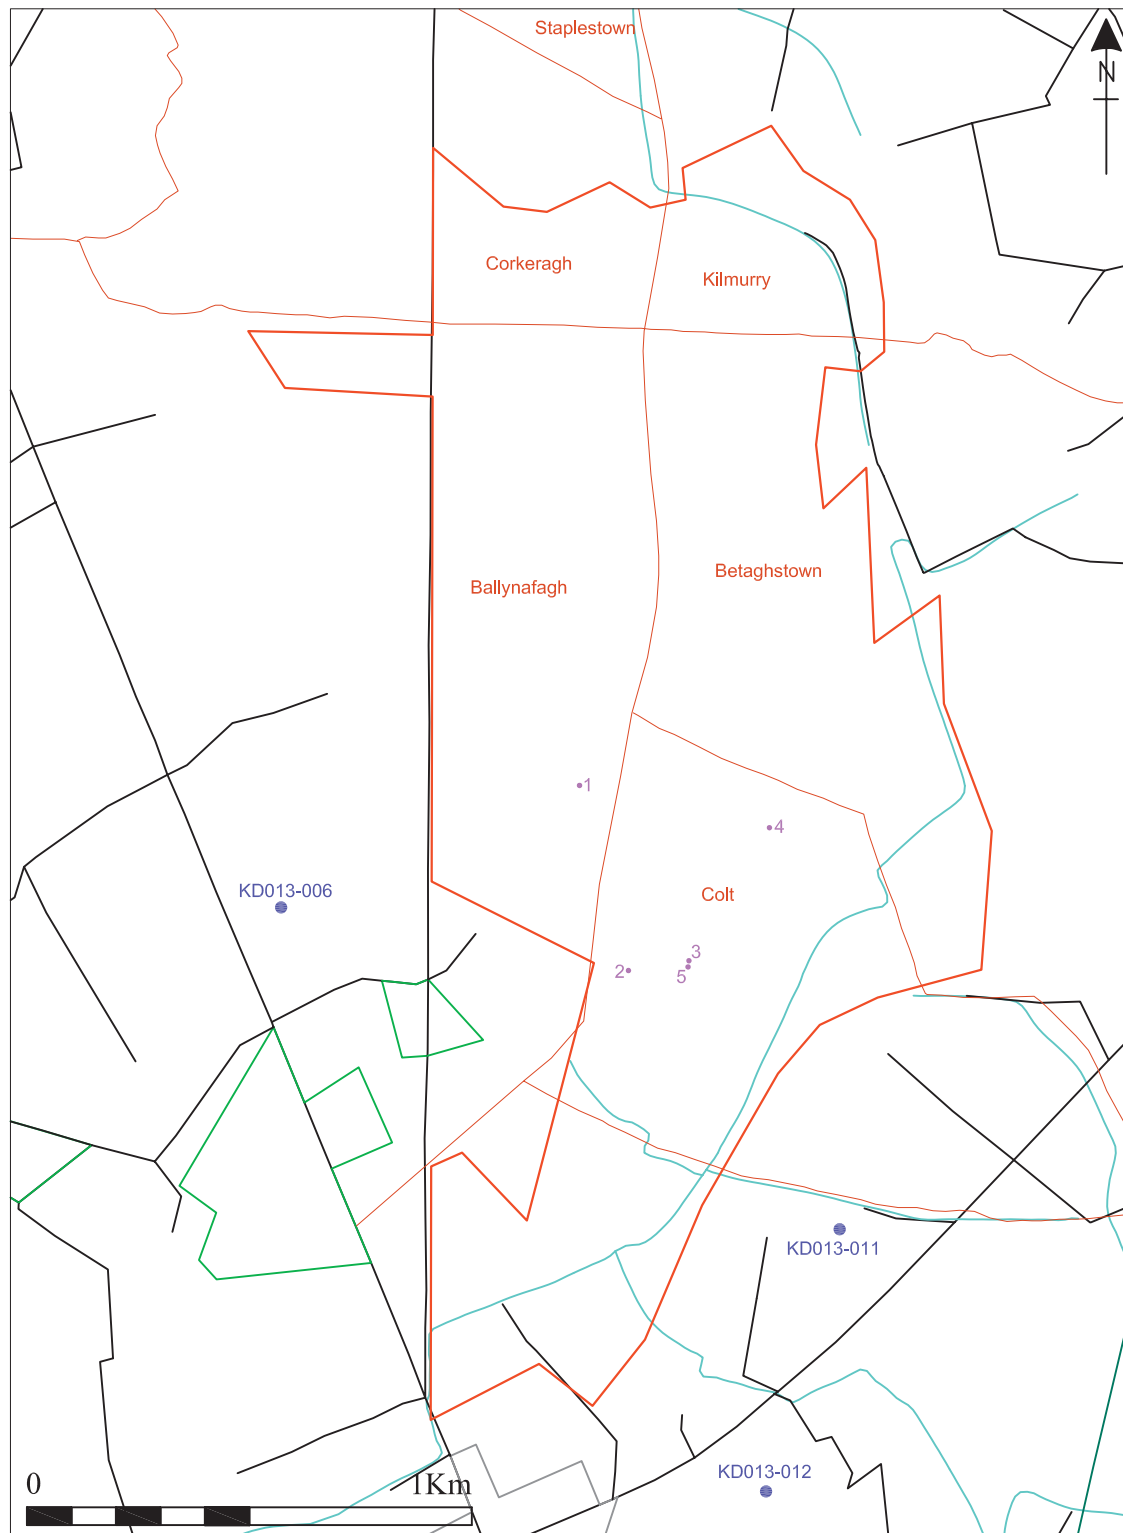 Staplestown
N
Corkeragh
Kilmurry
Ballynafagh
Betaghstown
1
4
KD013-006
Colt
3
2
5
KD013-011
KD013-012
0
1Km